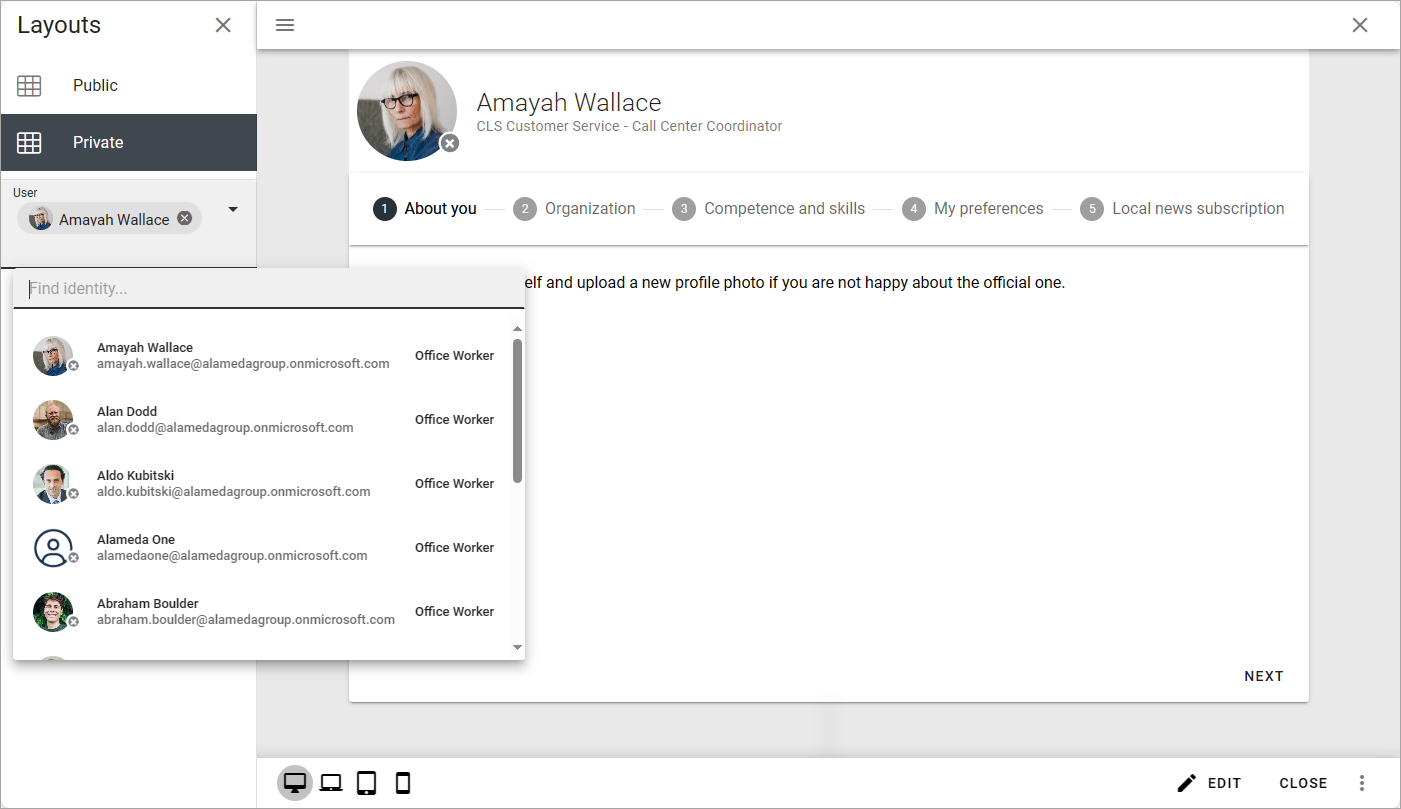 Layouts
Public
Private
User
Amayah Wallace
Find identity...
Amayah Wallace
amayah.wallace@alamedagroup.onmicrosoft.com
Office Worker
Alan Dodd
alan.dodd@alamedagroup.onmicrosoft.com
Office Worker
Aldo Kubitski
aldo.kubitski@alamedagroup.onmicrosoft.com
Office Worker
Alameda One
alamedaone@alamedagroup.onmicrosoft.com
Office Worker
Abraham Boulder
abraham.boulder@alamedagroup.onmicrosoft.com
Office Worker
Amayah Wallace
CLS Customer Service - Call Center Coordinator
1 About you
2 Organization
3 Competence and skills
4 My preferences
5 Local news subscription
and upload a new profile photo if you are not happy about the official one.
NEXT
EDIT
CLOSE